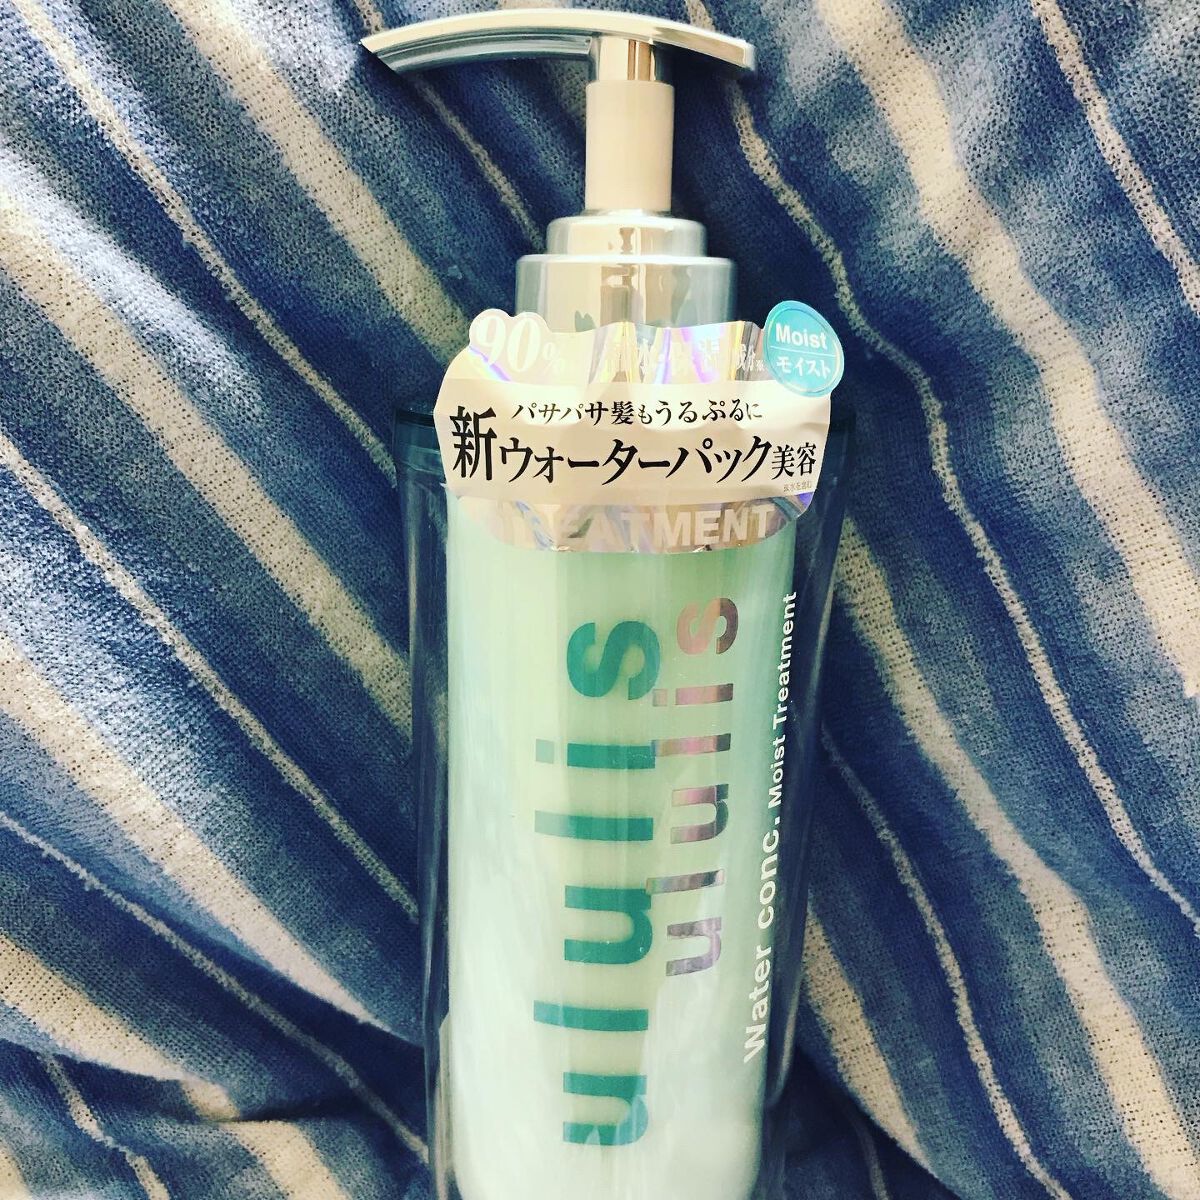 90%
Moist
モイスト
パサパサ髪もうるぷるに
新ウォーターパック美容
TREATMENT
ululis
ululis
Water conc. Moist Treatment